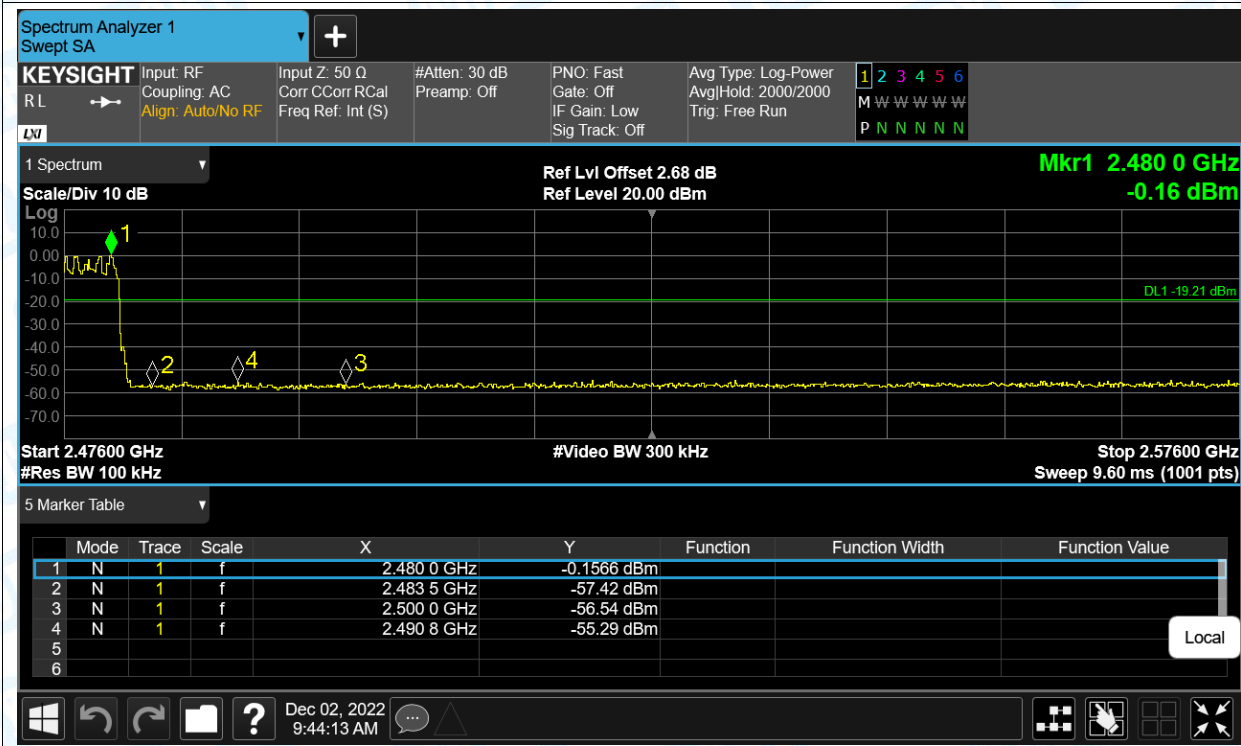 Spectrum Analyzer 1
Swept SA
KEYSIGHT
R L
LXI
Input: RF
Coupling: AC
Align: Auto/No RF
Input Z: 50 Ω
Corr CCorr RCal
Freq Ref: Int (S)
#Atten: 30 dB
Preamp: Off
PNO: Fast
Gate: Off
IF Gain: Low
Sig Track: Off
Avg Type: Log-Power
Avg|Hold: 2000/2000
Trig: Free Run
1 2 3 4 5 6
M W W W W W
P N N N N N
1 Spectrum
Scale/Div 10 dB
Ref Lvl Offset 2.68 dB
Ref Level 20.00 dBm
Mkr1 2.480 0 GHz
-0.16 dBm
Log
10.0
0.00
-10.0
-20.0
-30.0
-40.0
-50.0
-60.0
-70.0
1
2
4
3
DL1 -19.21 dBm
Start 2.47600 GHz
#Video BW 300 kHz
Stop 2.57600 GHz
#Res BW 100 kHz
Sweep 9.60 ms (1001 pts)
5 Marker Table
Mode Trace Scale X Y Function Function Width Function Value
1 N 1 f 2.480 0 GHz -0.1566 dBm
2 N 1 f 2.483 5 GHz -57.42 dBm
3 N 1 f 2.500 0 GHz -56.54 dBm
4 N 1 f 2.490 8 GHz -55.29 dBm
5
6
Local
?
Dec 02, 2022
9:44:13 AM